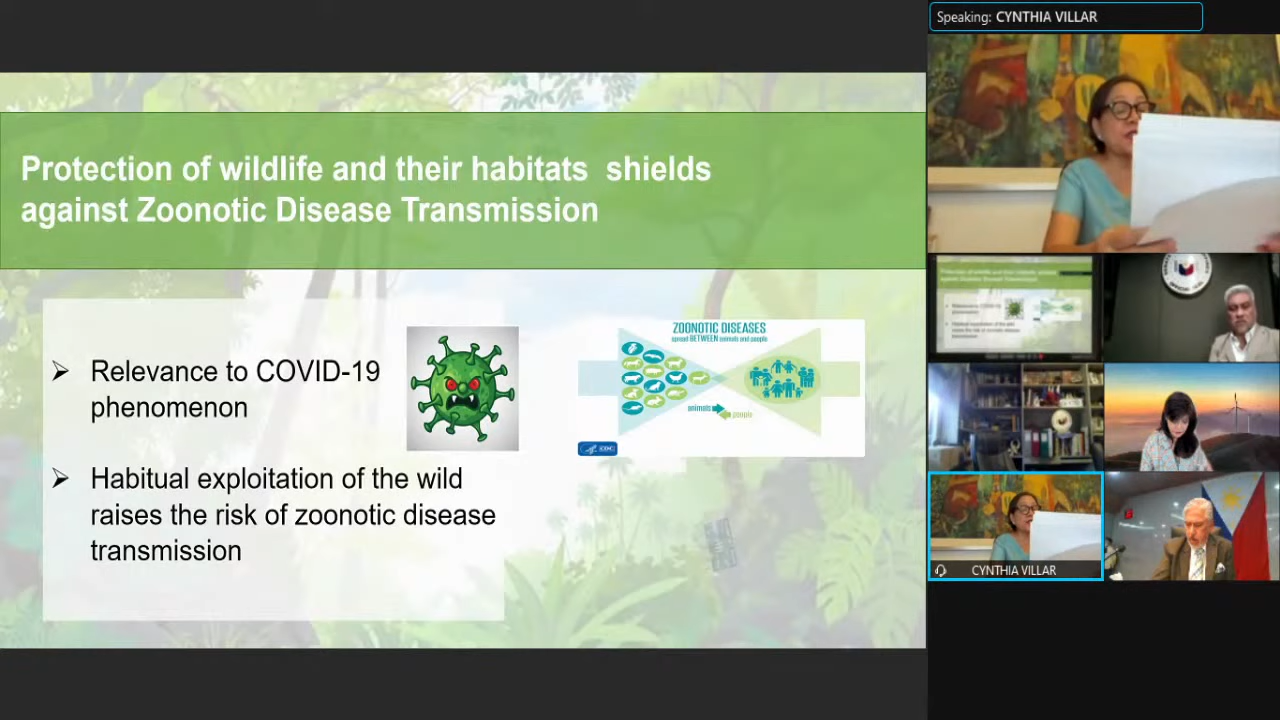 Speaking: CYNTHIA VILLAR
Protection of wildlife and their habitats shields
against Zoonotic Disease Transmission
Relevance to COVID-19
phenomenon
Habitual exploitation of the wild
raises the risk of zoonotic disease
transmission
ZOONOTIC DISEASES
spread BETWEEN animals and people
animals
people
CDC
CYNTHIA VILLAR